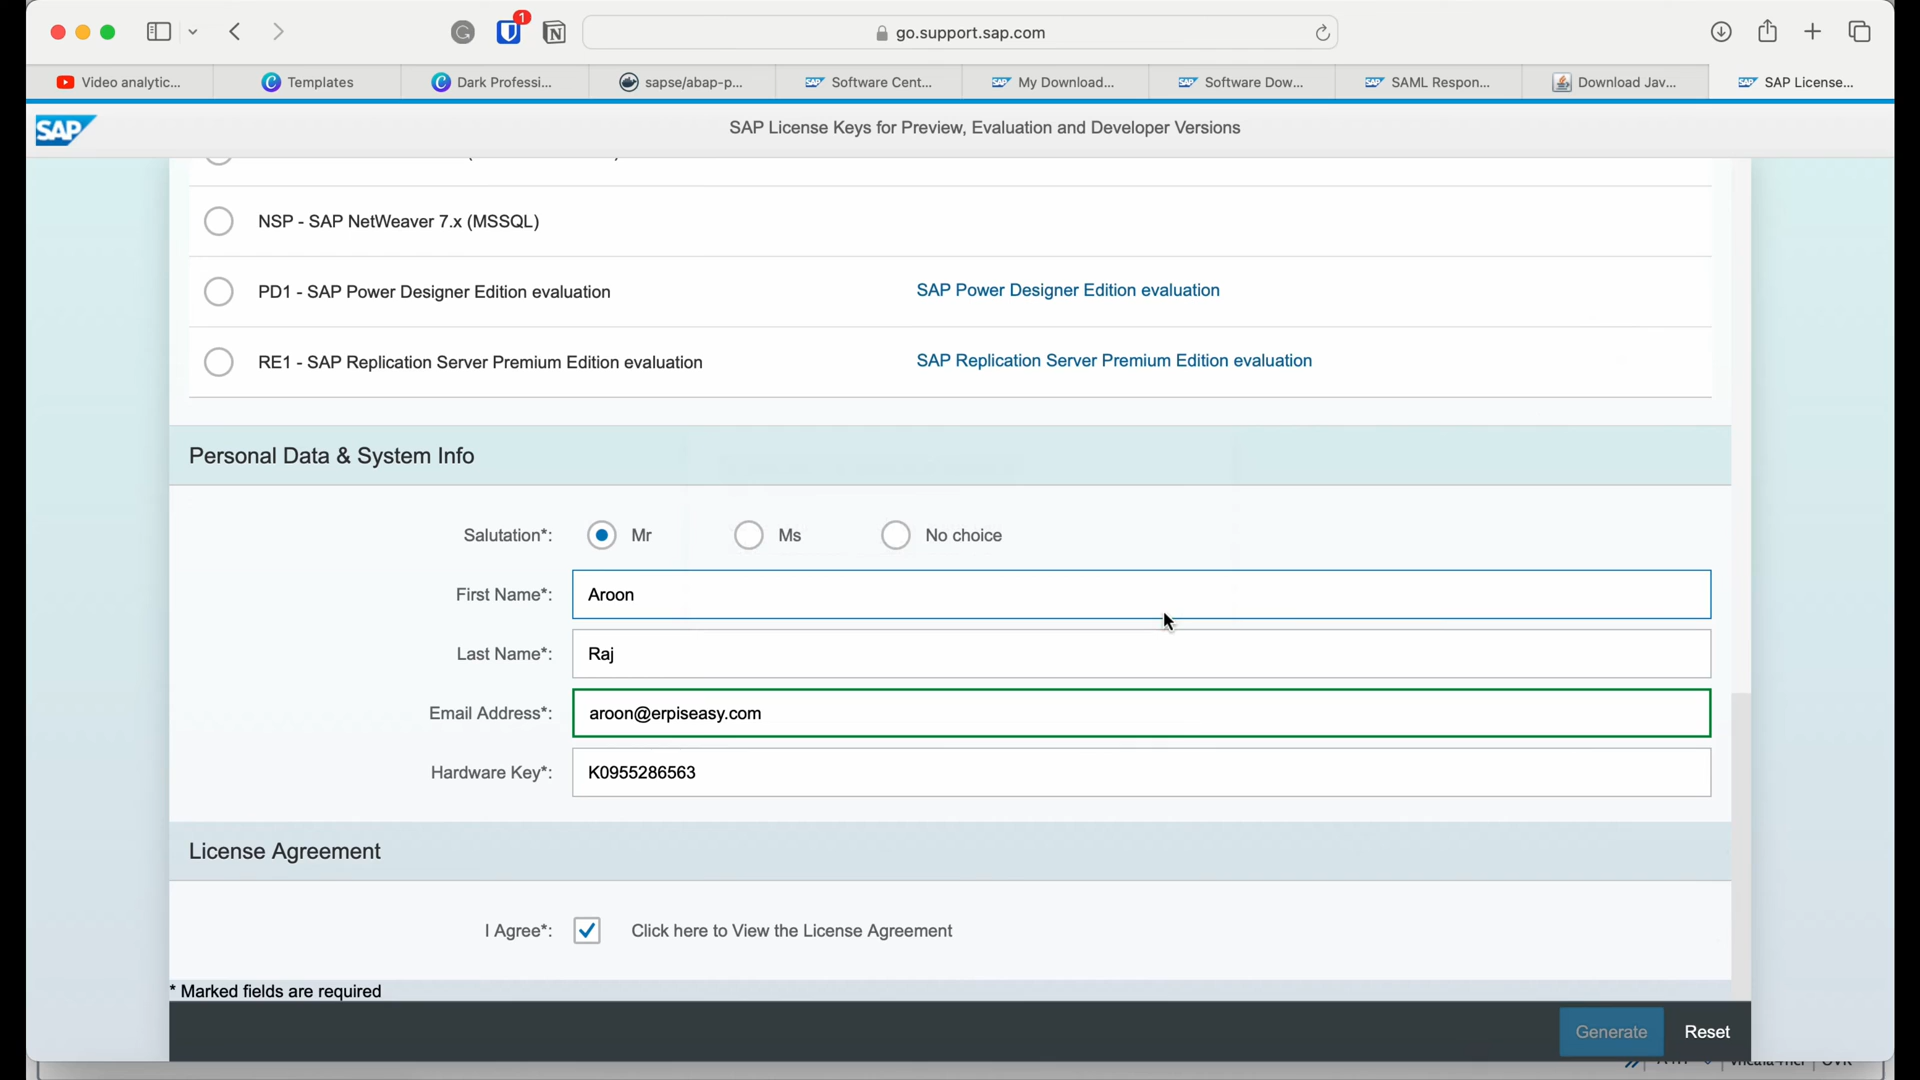 1
go.support.sap.com
Video analytic...
Templates
Dark Professi...
sapse/abap-p...
Software Cent...
My Download...
Software Dow...
SAML Respon...
Download Jav...
SAP License...
SAP
SAP License Keys for Preview, Evaluation and Developer Versions
NSP - SAP NetWeaver 7.x (MSSQL)
PD1 - SAP Power Designer Edition evaluation
SAP Power Designer Edition evaluation
RE1 - SAP Replication Server Premium Edition evaluation
SAP Replication Server Premium Edition evaluation
Personal Data & System Info
Salutation*: Mr Ms No choice
First Name*: Aroon
Last Name*: Raj
Email Address*: aroon@erpiseasy.com
Hardware Key*: K0955286563
License Agreement
I Agree*: Click here to View the License Agreement
* Marked fields are required
Generate Reset